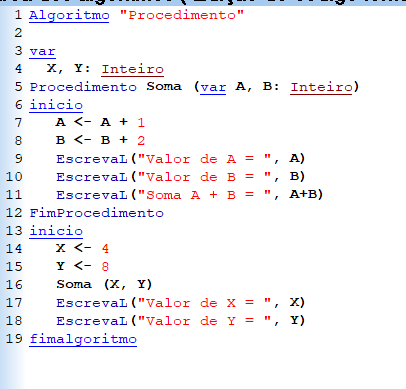 1 Algoritmo "Procedimento"
2
3 var
4 X, Y: Inteiro
5 Procedimento Soma (var A, B: Inteiro)
6 inicio
7 A <- A + 1
8 B <- B + 2
9 EscrevaL("Valor de A = ", A)
10 EscrevaL("Valor de B = ", B)
11 EscrevaL("Soma A + B = ", A+B)
12 FimProcedimento
13 inicio
14 X <- 4
15 Y <- 8
16 Soma (X, Y)
17 EscrevaL("Valor de X = ", X)
18 EscrevaL("Valor de Y = ", Y)
19 fimalgoritmo